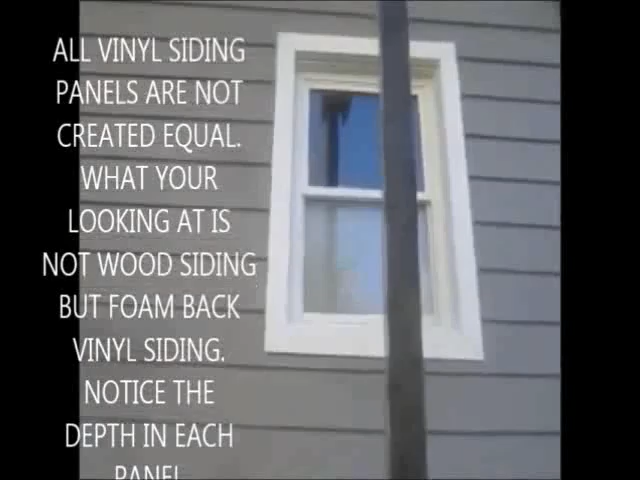 ALL VINYL SIDING
PANELS ARE NOT
CREATED EQUAL.
WHAT YOUR
LOOKING AT IS
NOT WOOD SIDING
BUT FOAM BACK
VINYL SIDING.
NOTICE THE
DEPTH IN EACH
PANEL